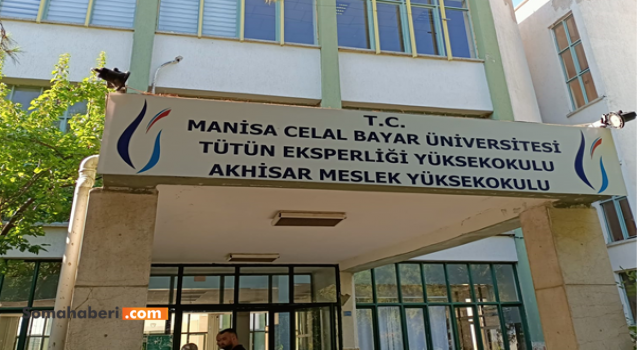 T.C.
MANİSA CELAL BAYAR ÜNİVERSİTESİ
TÜTÜN EKSPERLİĞİ YÜKSEKOKULU
AKHİSAR MESLEK YÜKSEKOKULU
Somahaberi.com